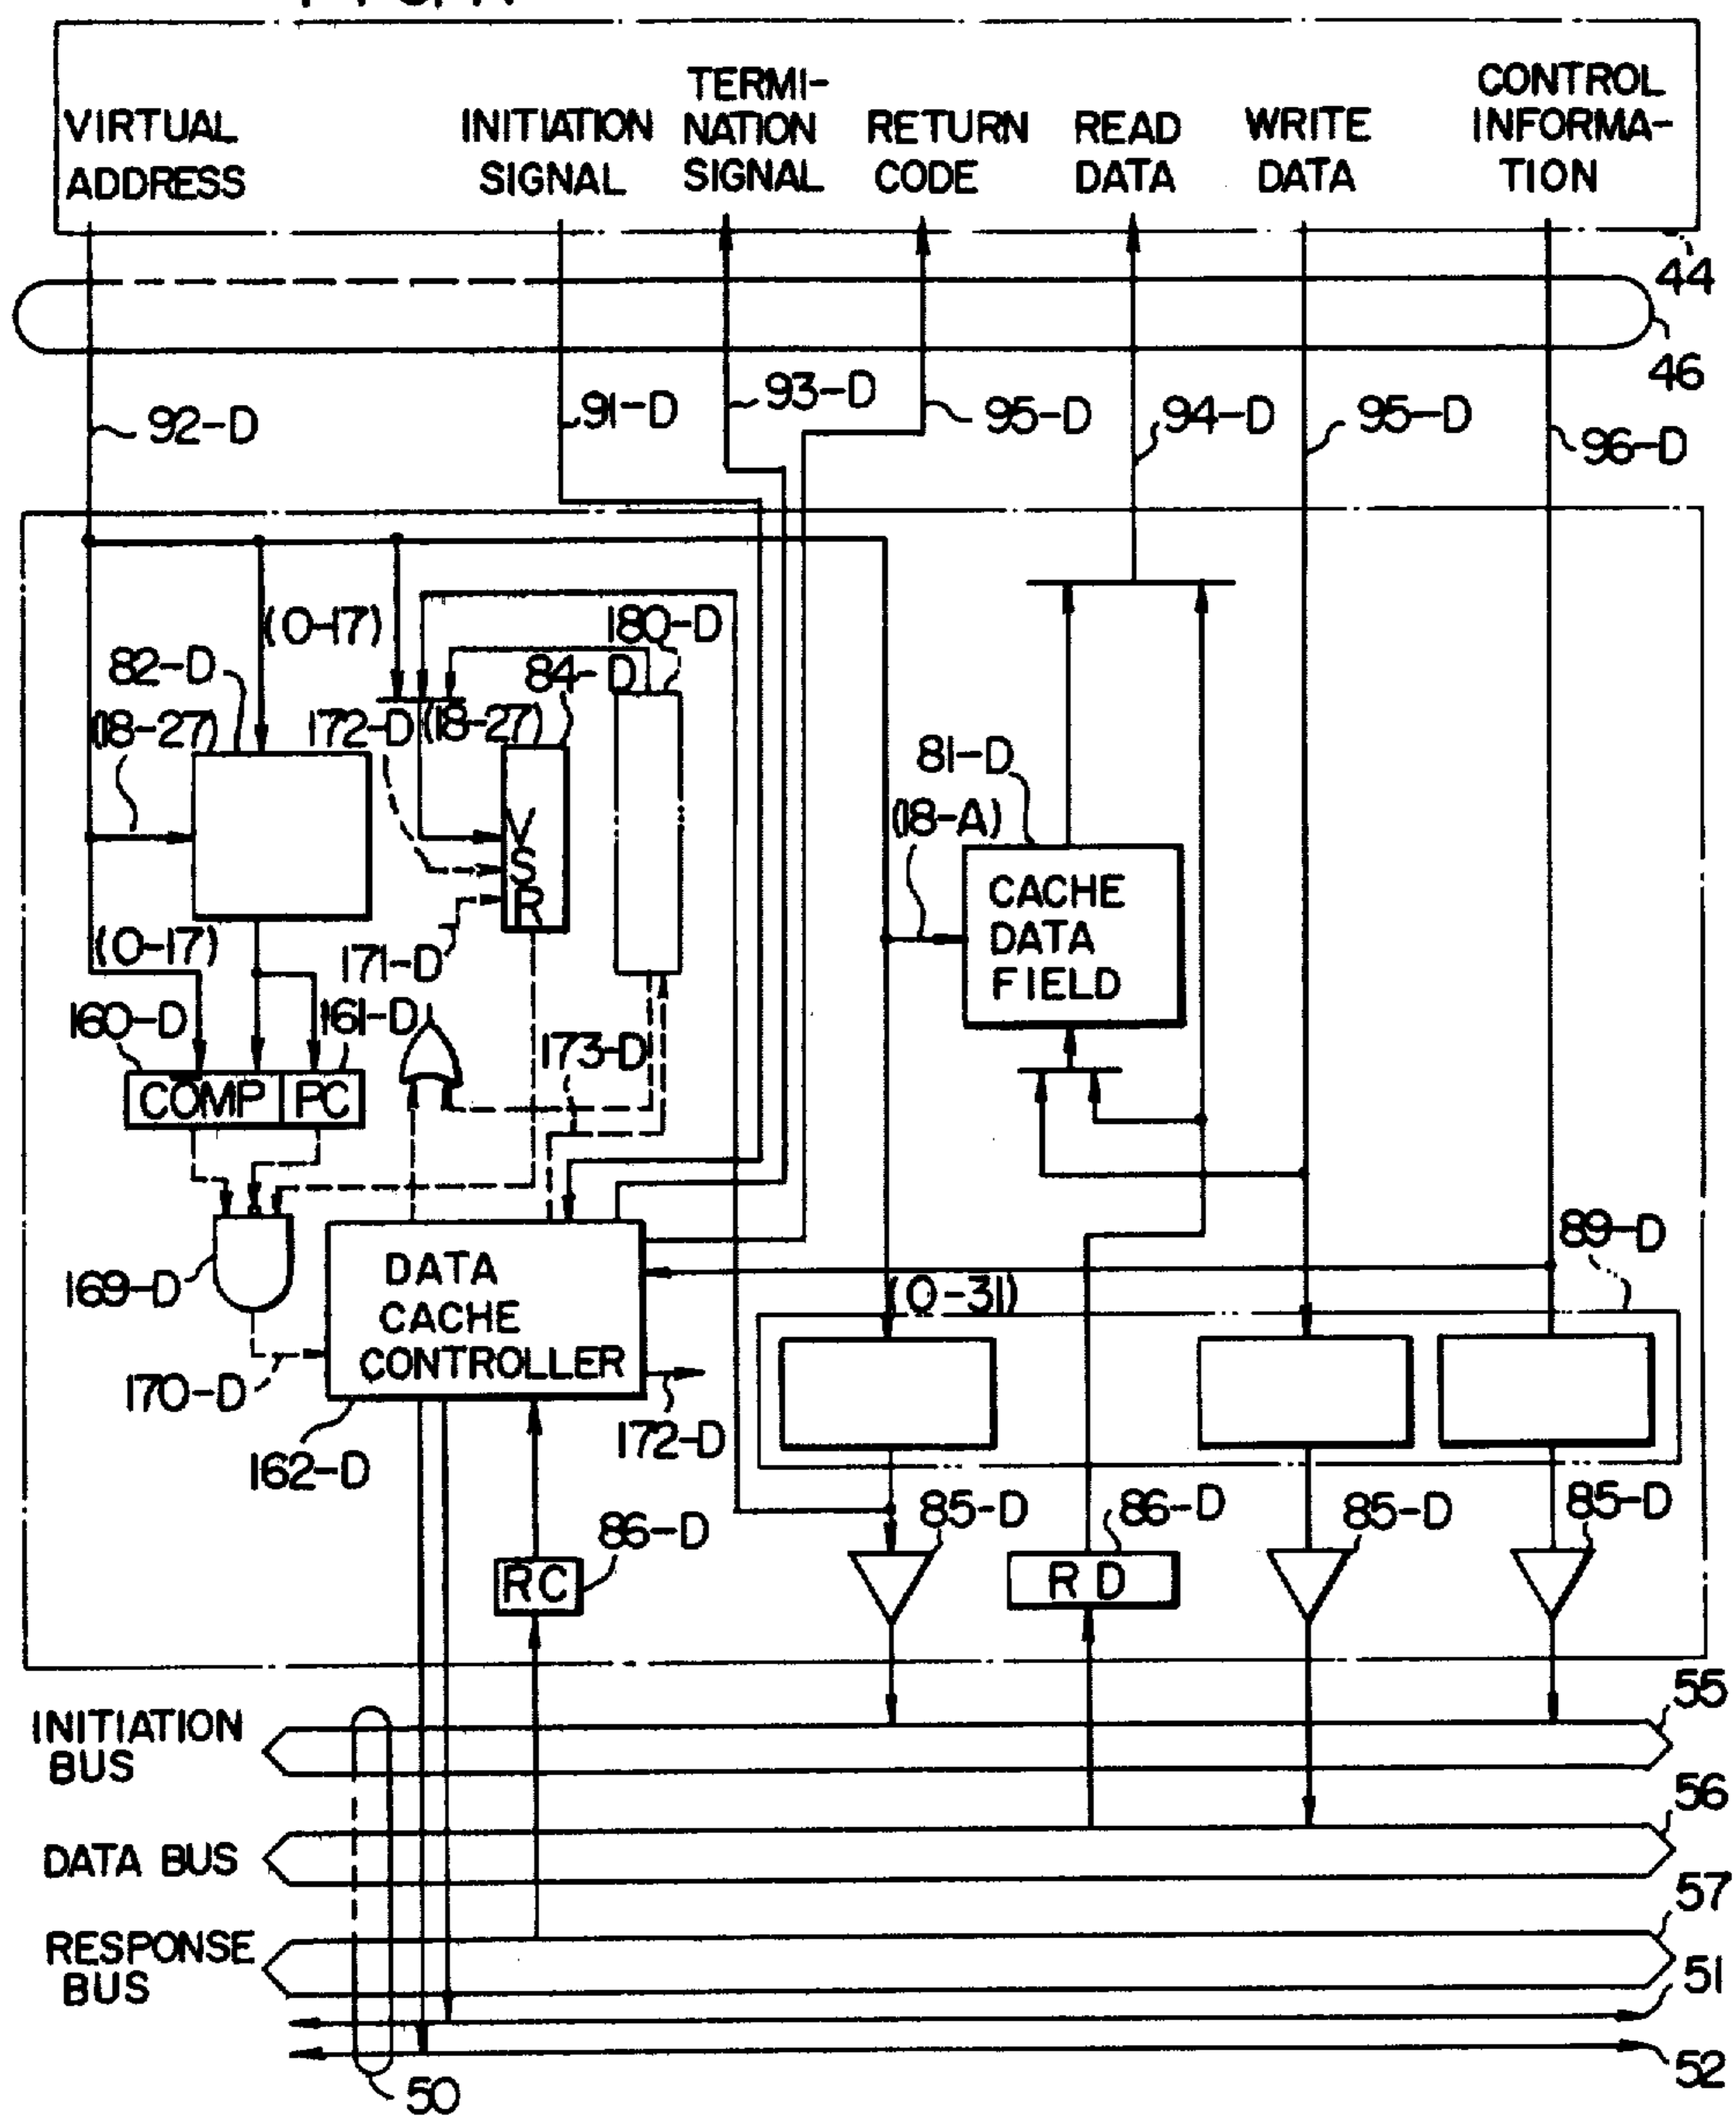 VIRTUAL
ADDRESS
INITIATION
SIGNAL
TERMI-
NATION
SIGNAL
RETURN
CODE
READ
DATA
WRITE
DATA
CONTROL
INFORMA-
TION
44
46
92-D
91-D
93-D
95-D
94-D
95-D
96-D
(0-17)
180-D
82-D
84-D
(18-27)
172-D
(18-27)
81-D
(18-A)
V
S
R
CACHE
DATA
FIELD
(0-17)
171-D
160-D
161-D
173-D
COMP
PC
89-D
169-D
DATA
CACHE
CONTROLLER
(0-31)
170-D
172-D
162-D
86-D
RC
85-D
86-D
RD
85-D
85-D
INITIATION
BUS
55
DATA BUS
56
RESPONSE
BUS
57
51
52
50